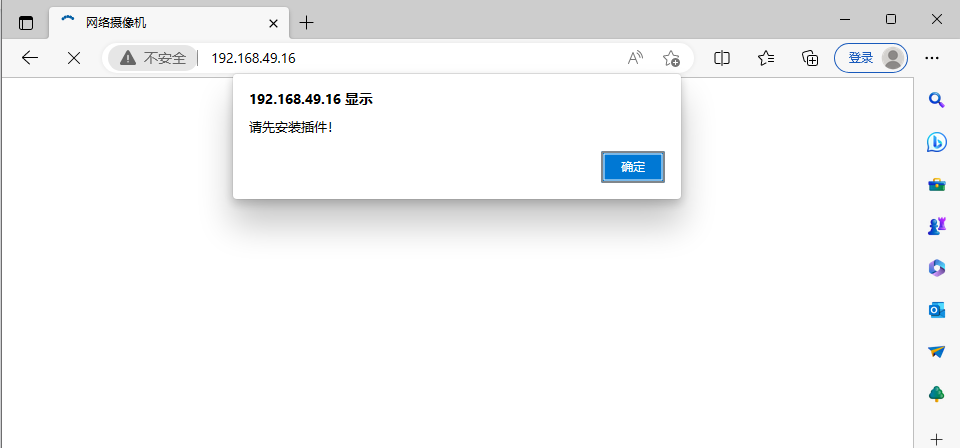 网络摄像机
不安全
192.168.49.16
登录
192.168.49.16 显示
请先安装插件！
确定